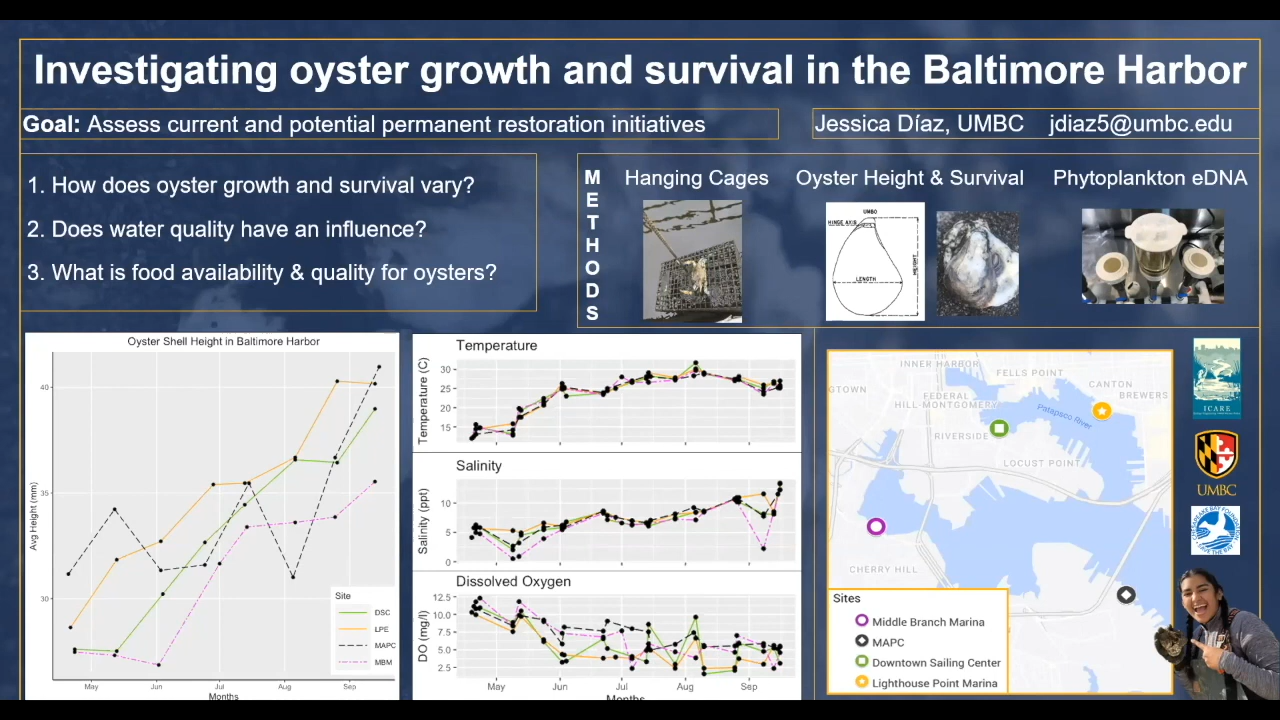 Investigating oyster growth and survival in the Baltimore Harbor
Goal: Assess current and potential permanent restoration initiatives
Jessica Díaz, UMBC jdiaz5@umbc.edu
1. How does oyster growth and survival vary?
2. Does water quality have an influence?
3. What is food availability & quality for oysters?
METHODS
Hanging Cages
Oyster Height & Survival
Phytoplankton eDNA
UMBO
HINGE AXIS
LENGTH
HEIGHT
Oyster Shell Height in Baltimore Harbor
Avg Height (mm)
40
35
30
May Jun Jul Aug Sep
Months
Site
DSC
LPE
MAPC
MBM
Temperature
Temperature (C)
30
25
20
15
Salinity
Salinity (ppt)
10
5
0
Dissolved Oxygen
DO (mg/l)
12.5
10.0
7.5
5.0
2.5
May Jun Jul Aug Sep
Months
INNER HARBOR
FELLS POINT
GTOWN
FEDERAL
HILL-MONTGOMERY
CANTON
BREWERS
Patapsco River
RIVERSIDE
LOCUST POINT
CHERRY HILL
Sites
Middle Branch Marina
MAPC
Downtown Sailing Center
Lighthouse Point Marina
ICARE
UMBC